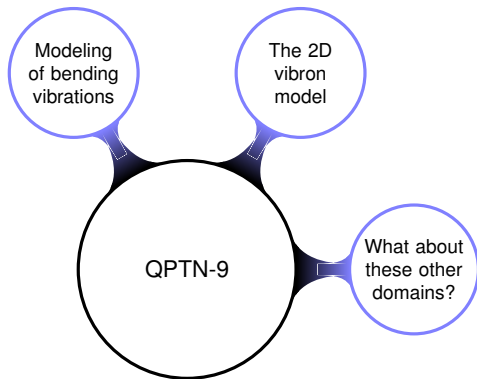 Modeling
of bending
vibrations
The 2D
vibron
model
QPTN-9
What about
these other
domains?